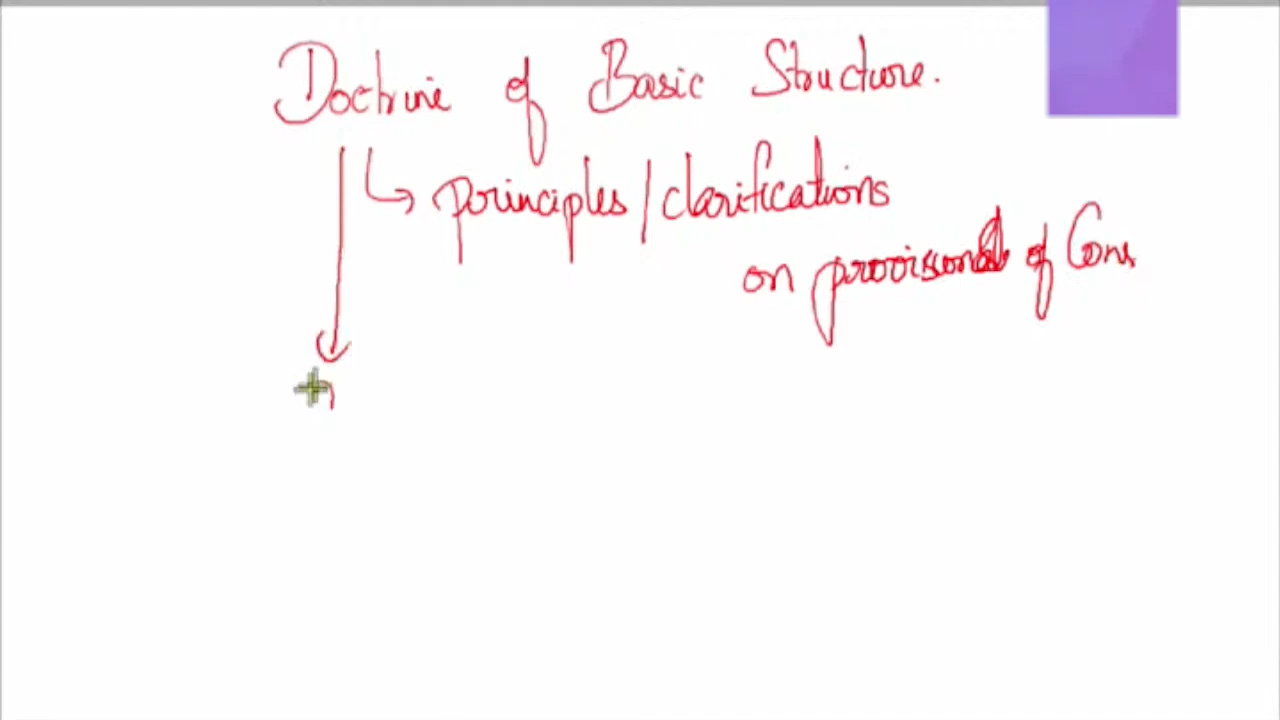 Doctrine of Basic Structure.
principles/clarifications
on provisions of Cons